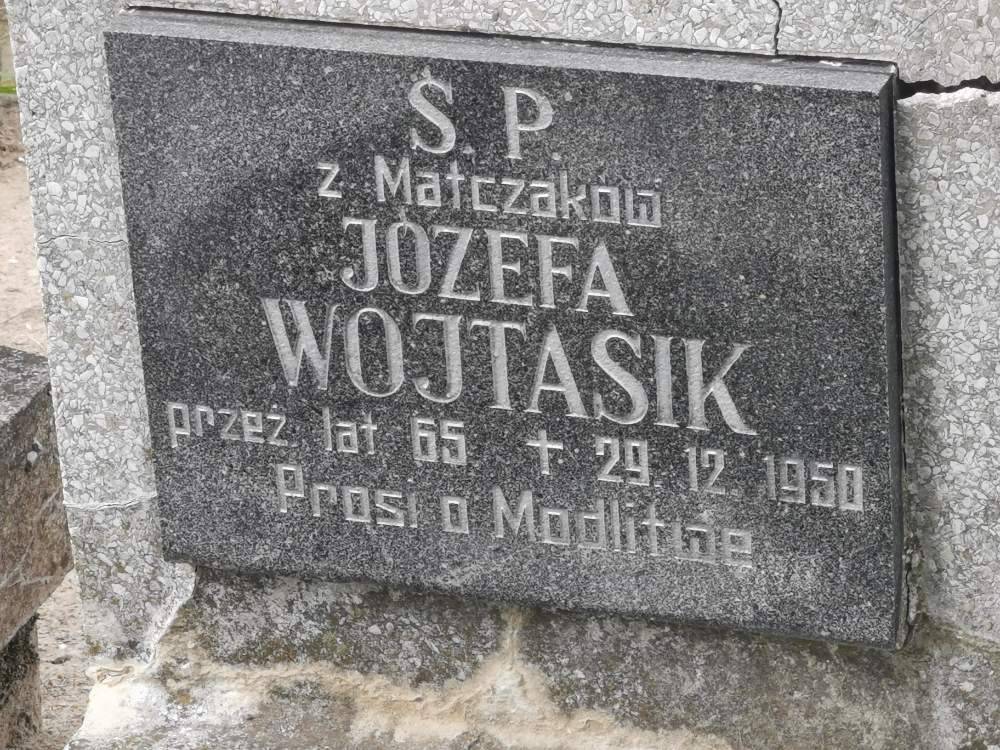 Ś. P.
z Matczaków
JÓZEFA
WOJTASIK
przeż. lat 65 + 29. 12. 1950
Prosi o Modlitwę